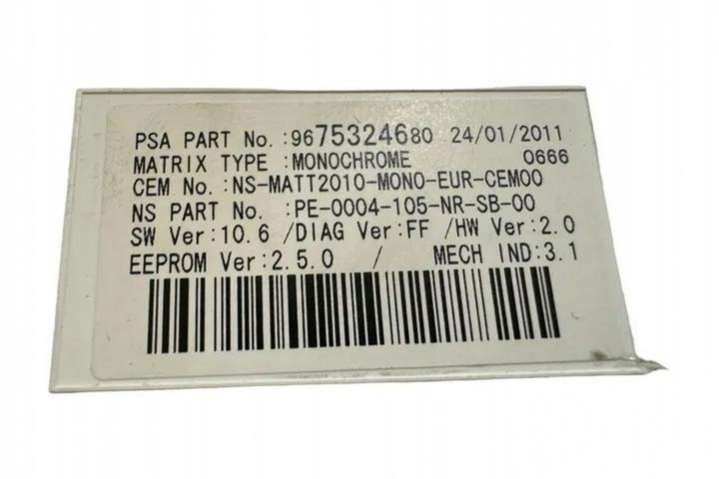 PSA PART No.:9675324680 24/01/2011
MATRIX TYPE :MONOCHROME 0666
CEM No.:NS-MATT2010-MONO-EUR-CEM00
NS PART No. :PE-0004-105-NR-SB-00
SW Ver:10.6 /DIAG Ver:FF /HW Ver:2.0
EEPROM Ver:2.5.0 / MECH IND:3.1